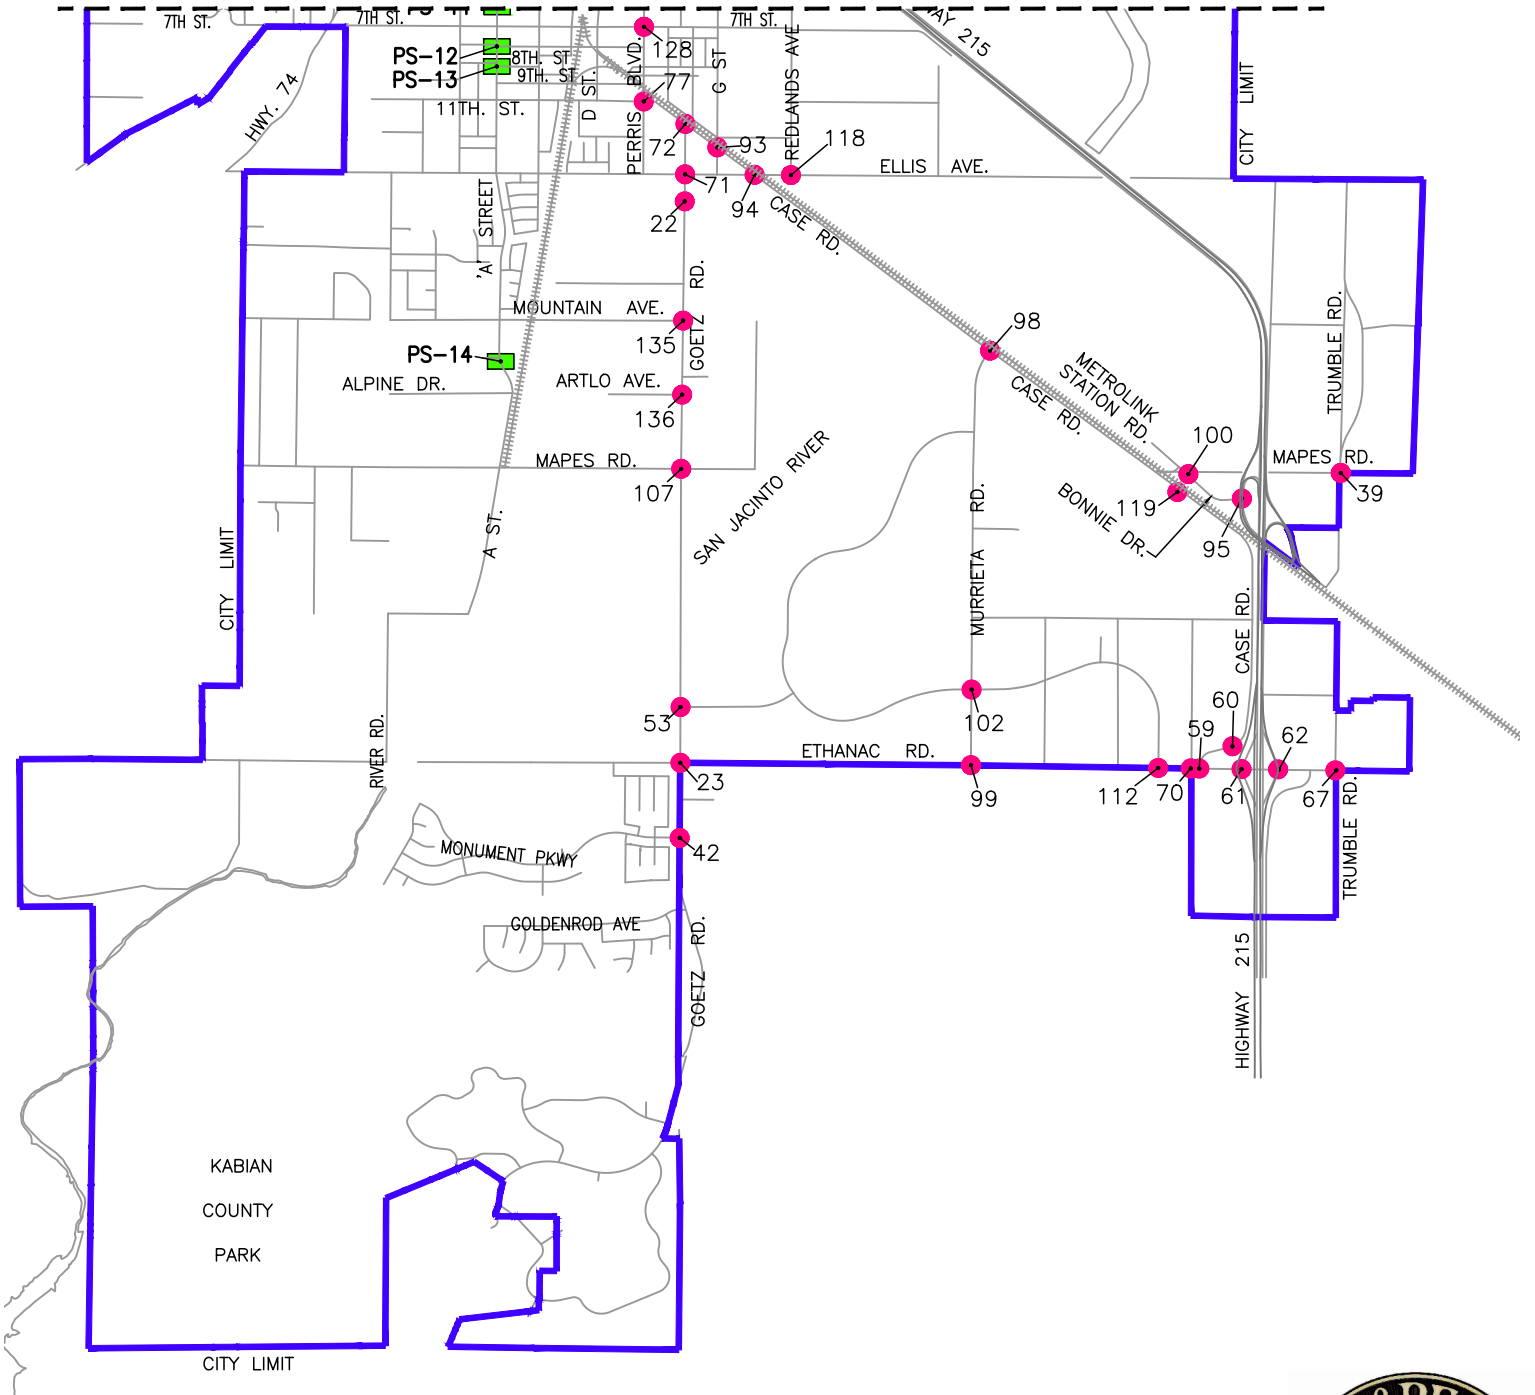 7TH ST.
7TH ST.
7TH ST.
WAY 215
PS-12
8TH. ST
PS-13
9TH. ST
128
77
11TH. ST.
D ST.
PERRIS BLVD.
G ST
REDLANDS AVE
HWY. 74
CITY LIMIT
72
93
118
ELLIS AVE.
71
94
22
CASE RD.
'A' STREET
MOUNTAIN AVE.
GOETZ RD.
135
98
PS-14
ALPINE DR.
ARTLO AVE.
136
CASE RD.
METROLINK
STATION RD.
TRUMBLE RD.
100
MAPES RD.
MAPES RD.
107
39
SAN JACINTO RIVER
119
BONNIE DR.
95
A ST.
MURRIETA RD.
CITY LIMIT
CASE RD.
53
102
60
59
62
RIVER RD.
ETHANAC RD.
23
99
112
70
61
67
TRUMBLE RD.
MONUMENT PKWY
42
GOLDENROD AVE
GOETZ RD.
HIGHWAY 215
KABIAN
COUNTY
PARK
CITY LIMIT